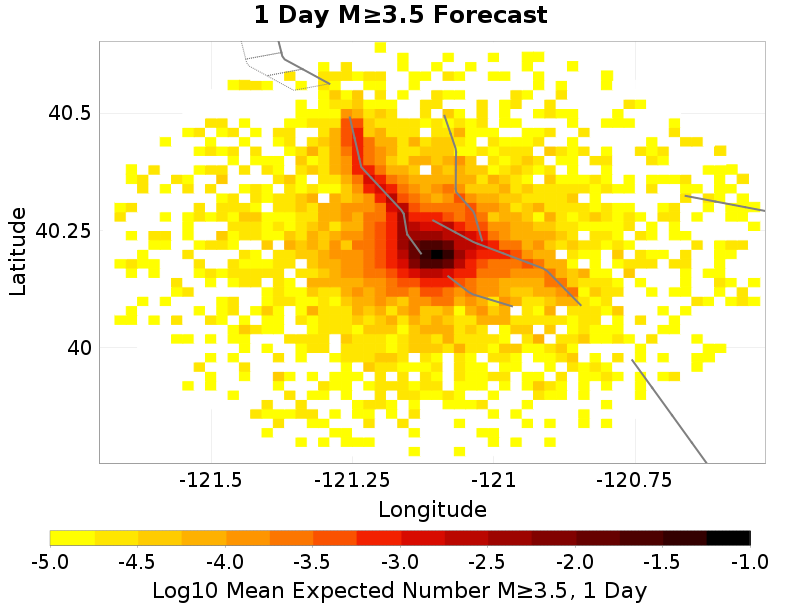 1 Day M≥3.5 Forecast
Latitude
40.5
40.25
40
-121.5 -121.25 -121 -120.75
Longitude
-5.0 -4.5 -4.0 -3.5 -3.0 -2.5 -2.0 -1.5 -1.0
Log10 Mean Expected Number M≥3.5, 1 Day